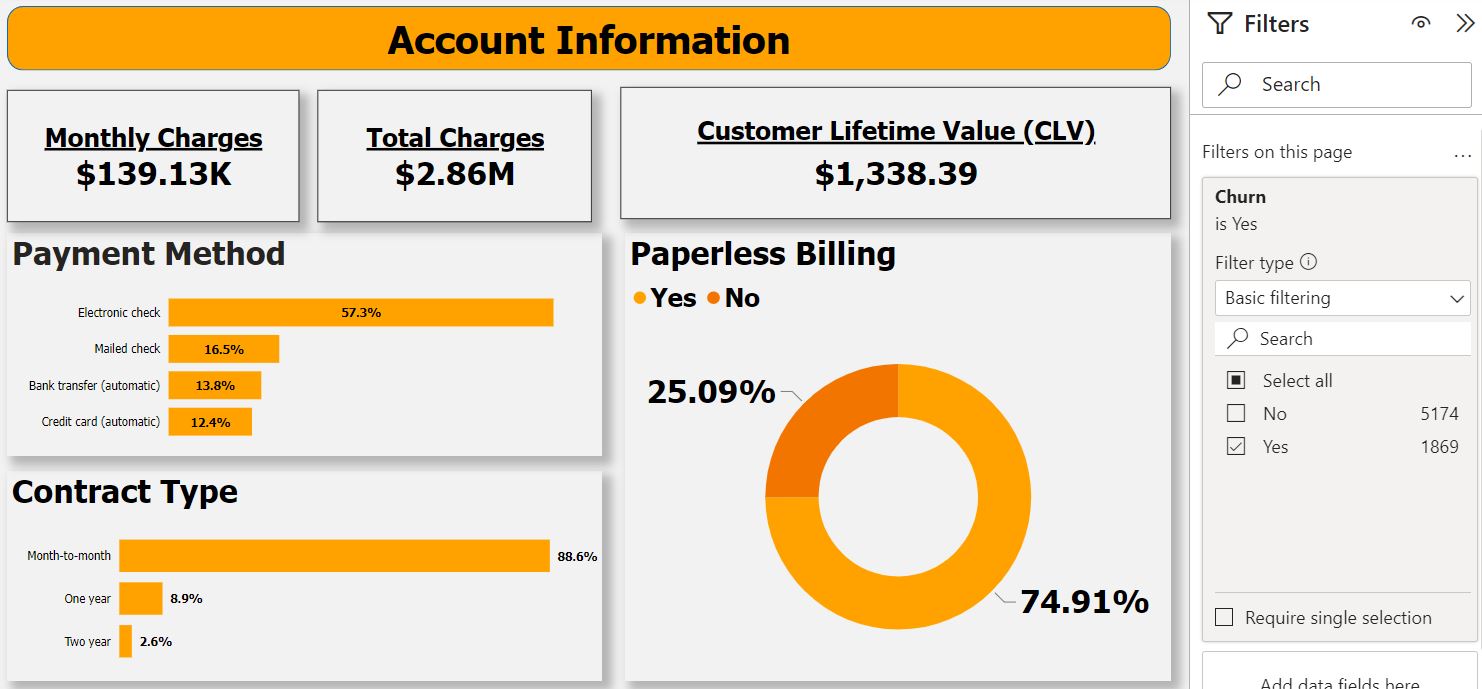 Account Information
Monthly Charges
$139.13K
Total Charges
$2.86M
Customer Lifetime Value (CLV)
$1,338.39
Payment Method
Electronic check
57.3%
Mailed check
16.5%
Bank transfer (automatic)
13.8%
Credit card (automatic)
12.4%
Contract Type
Month-to-month
88.6%
One year
8.9%
Two year
2.6%
Paperless Billing
Yes No
25.09%
74.91%
Filters
Search
Filters on this page
...
Churn
is Yes
Filter type
Basic filtering
Search
Select all
No 5174
Yes 1869
Require single selection
Add data fields here